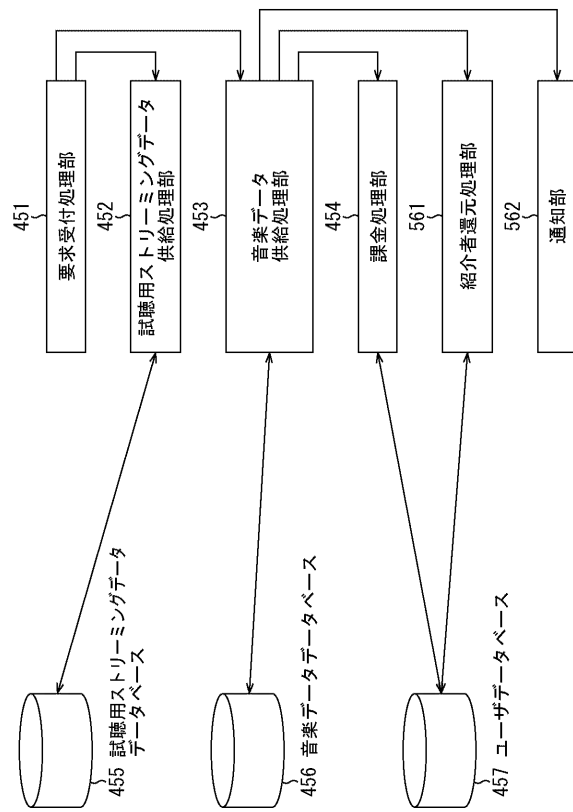 451
要求受付処理部
452
試聴用ストリーミングデータ
供給処理部
453
音楽データ
供給処理部
454
課金処理部
561
紹介者還元処理部
562
通知部
455 試聴用ストリーミングデータ
データベース
456 音楽データデータベース
457 ユーザデータベース